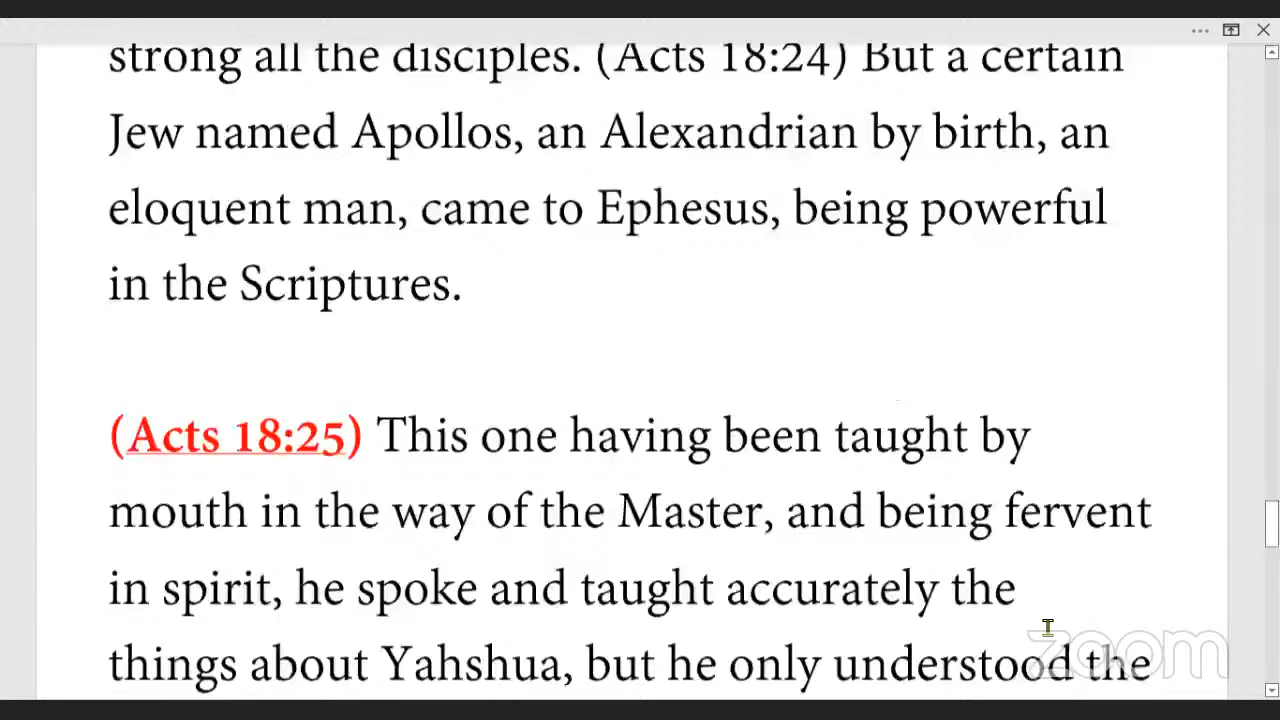 strong all the disciples. (Acts 18:24) But a certain
Jew named Apollos, an Alexandrian by birth, an
eloquent man, came to Ephesus, being powerful
in the Scriptures.
(Acts 18:25) This one having been taught by
mouth in the way of the Master, and being fervent
in spirit, he spoke and taught accurately the
things about Yahshua, but he only understood the
zoom